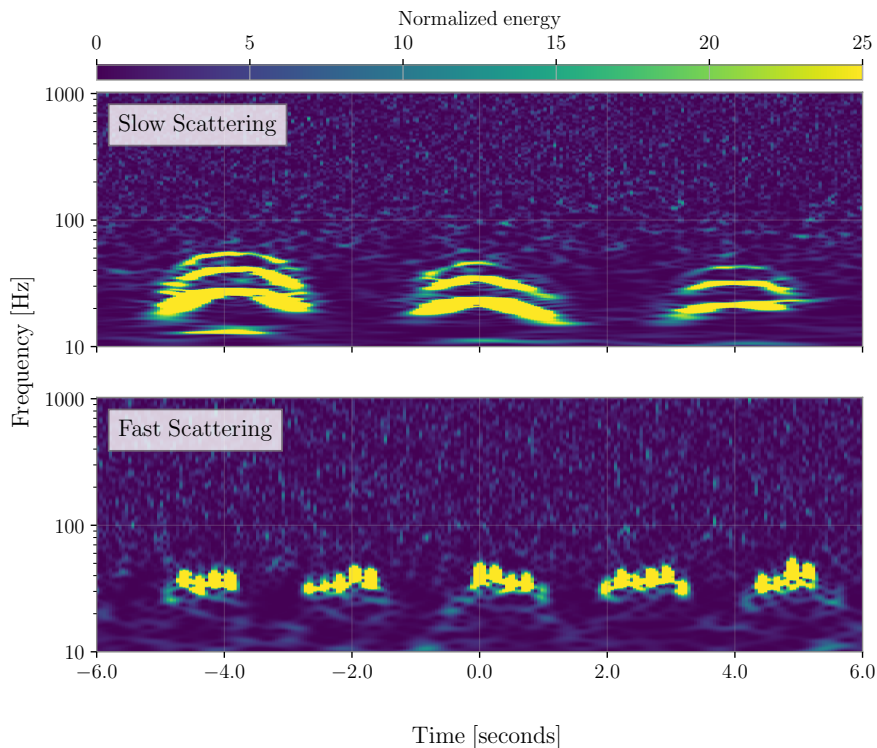 Normalized energy
0 5 10 15 20 25
1000
Slow Scattering
100
10
Frequency [Hz]
1000
Fast Scattering
100
10
−6.0 −4.0 −2.0 0.0 2.0 4.0 6.0
Time [seconds]